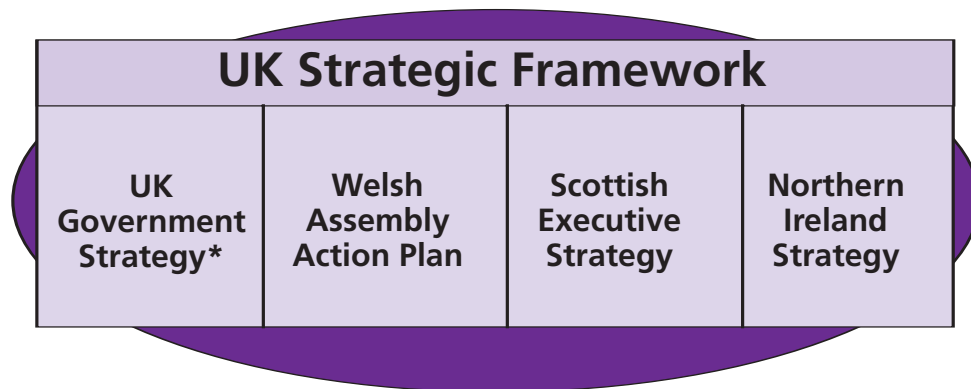 UK Strategic Framework
UK
Government
Strategy*
Welsh
Assembly
Action Plan
Scottish
Executive
Strategy
Northern
Ireland
Strategy